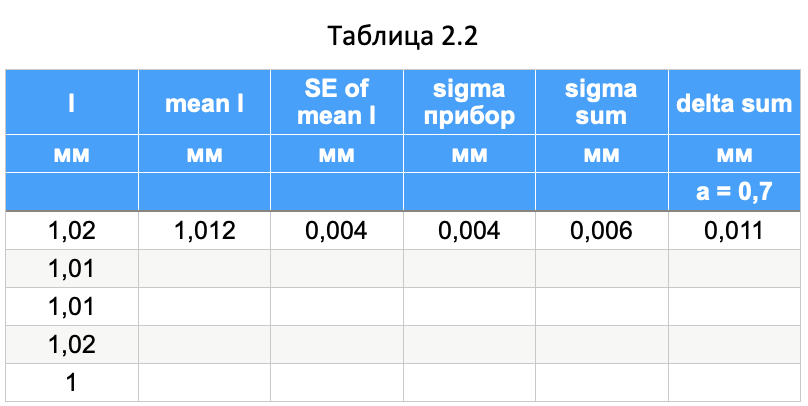 Таблица 2.2
l mean l SE of mean l sigma прибор sigma sum delta sum
мм мм мм мм мм мм
a = 0,7
1,02 1,012 0,004 0,004 0,006 0,011
1,01
1,01
1,02
1